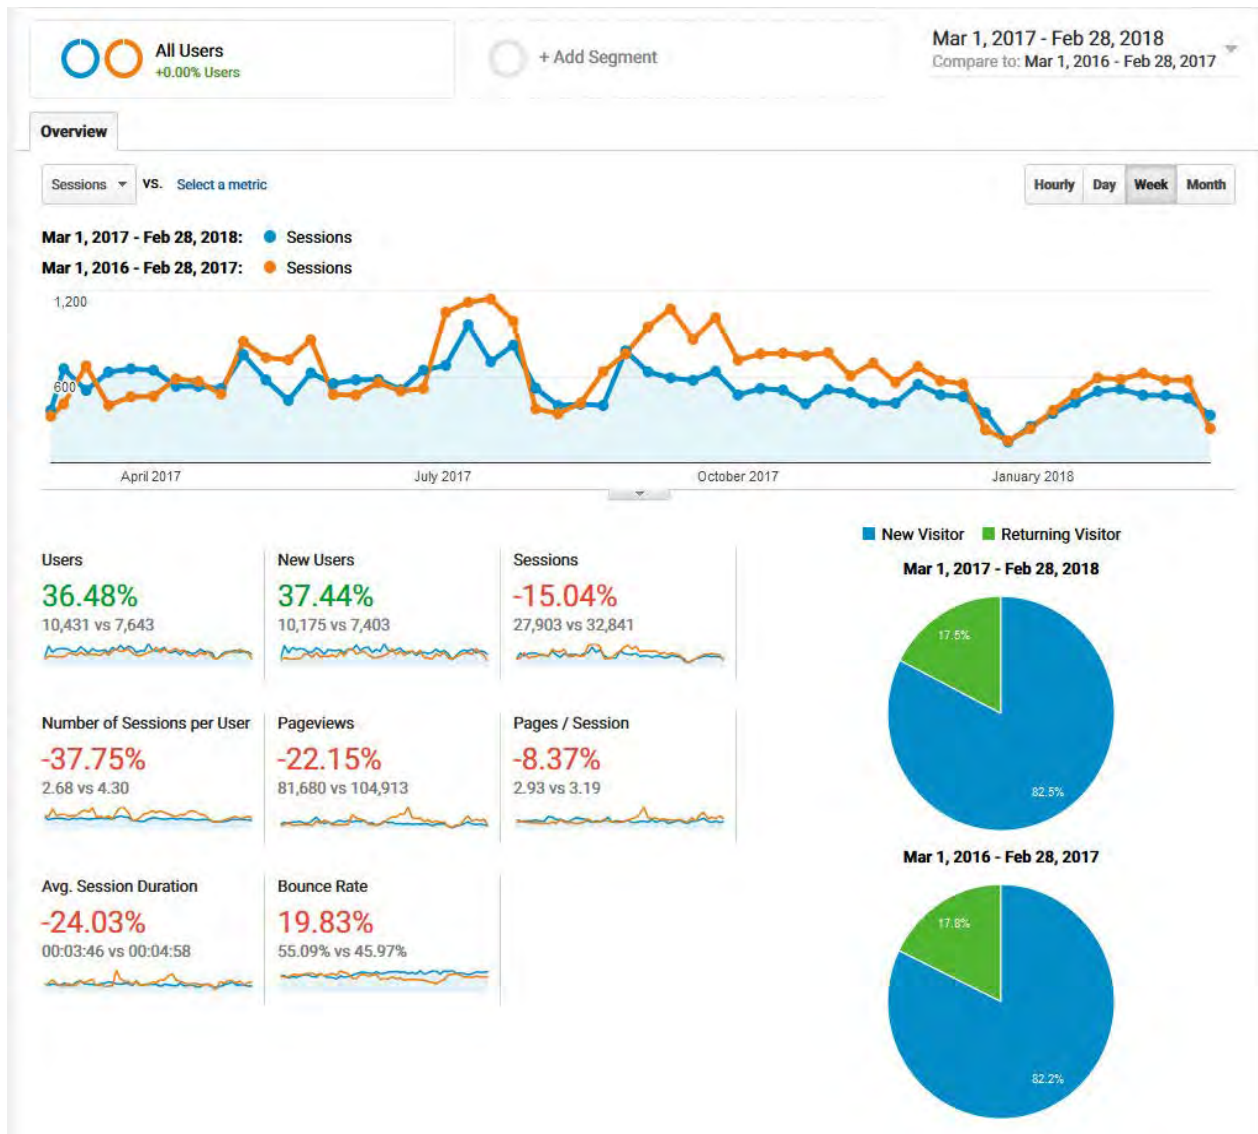 All Users
+0.00% Users
+ Add Segment
Mar 1, 2017 - Feb 28, 2018
Compare to: Mar 1, 2016 - Feb 28, 2017
Overview
Sessions vs. Select a metric
Hourly Day Week Month
Mar 1, 2017 - Feb 28, 2018: Sessions
Mar 1, 2016 - Feb 28, 2017: Sessions
1,200
600
April 2017 July 2017 October 2017 January 2018
Users
36.48%
10,431 vs 7,643
New Users
37.44%
10,175 vs 7,403
Sessions
-15.04%
27,903 vs 32,841
Number of Sessions per User
-37.75%
2.68 vs 4.30
Pageviews
-22.15%
81,680 vs 104,913
Pages / Session
-8.37%
2.93 vs 3.19
Avg. Session Duration
-24.03%
00:03:46 vs 00:04:58
Bounce Rate
19.83%
55.09% vs 45.97%
New Visitor Returning Visitor
Mar 1, 2017 - Feb 28, 2018
17.5%
82.5%
Mar 1, 2016 - Feb 28, 2017
17.8%
82.2%